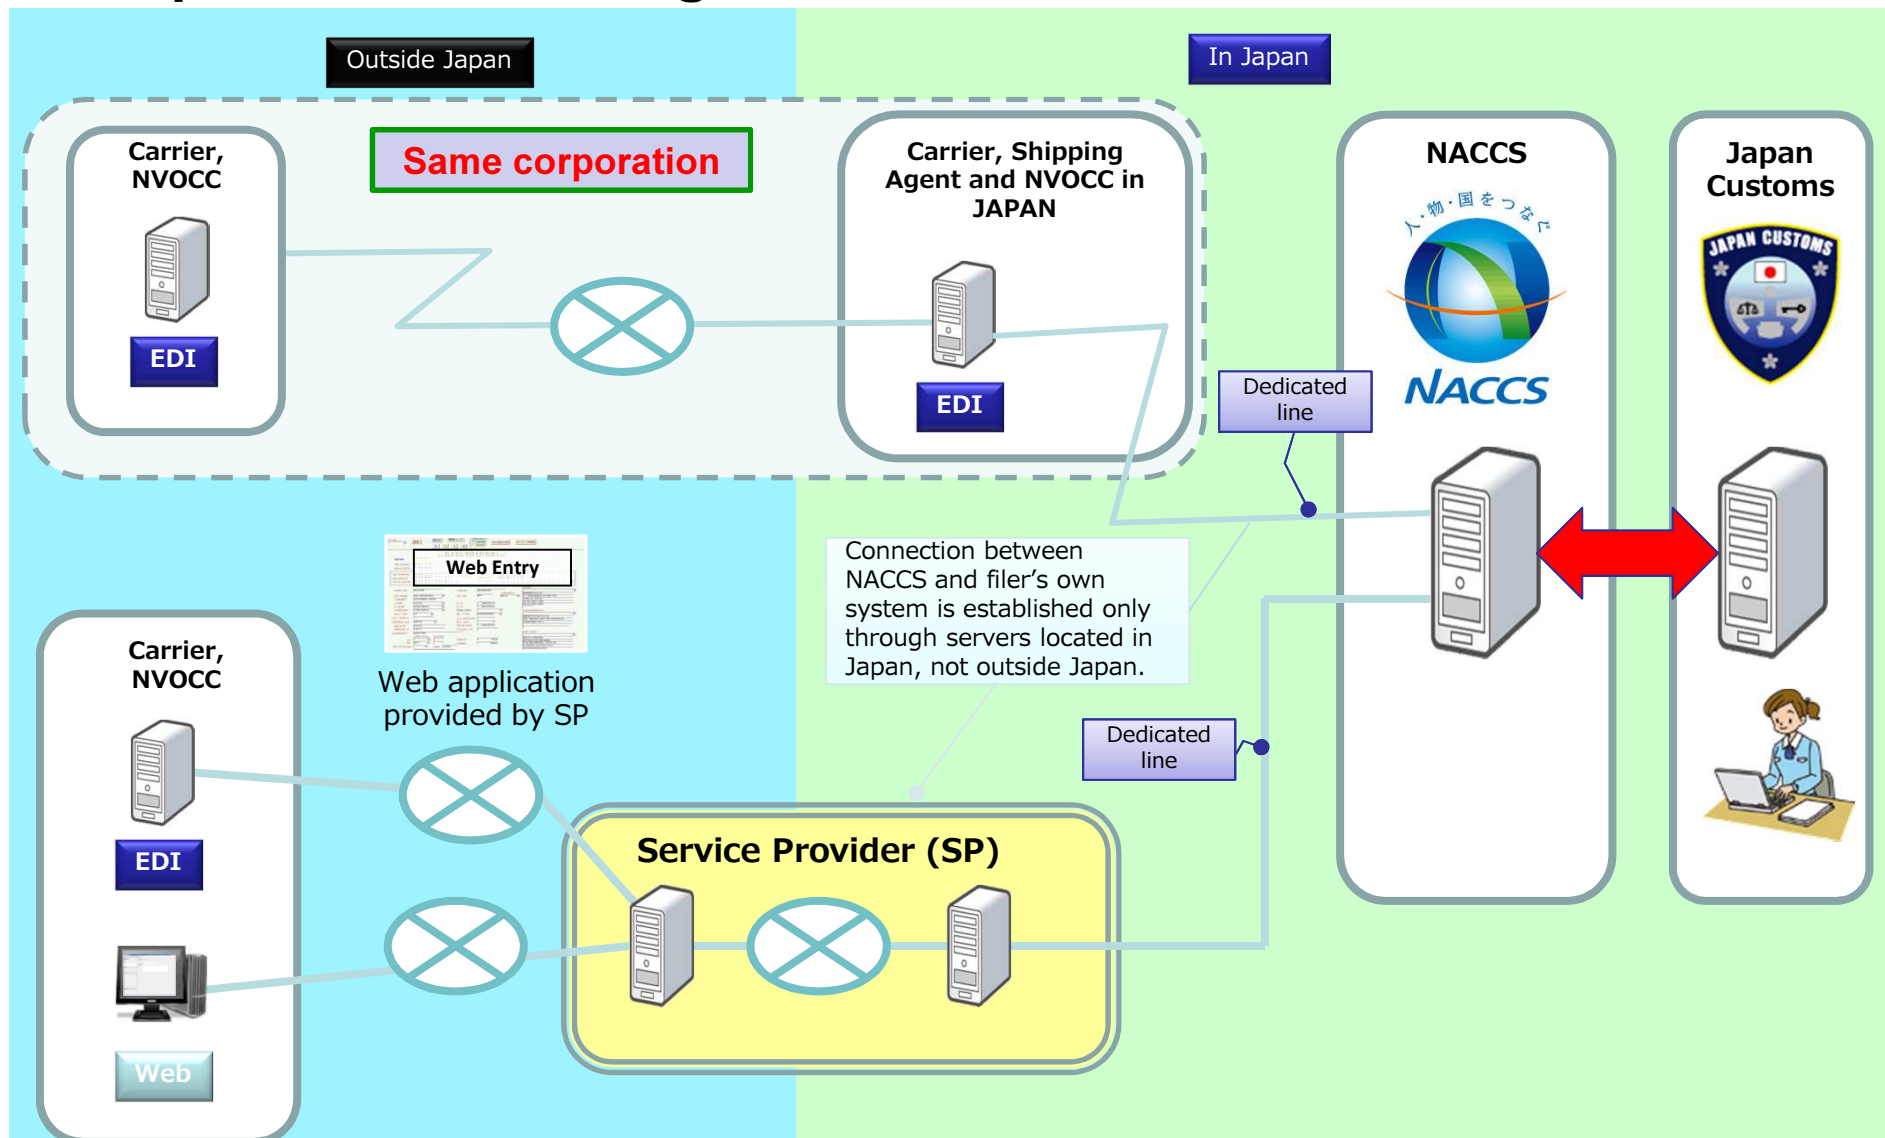 Outside Japan
In Japan
Carrier,
NVOCC
EDI
Same corporation
Carrier, Shipping
Agent and NVOCC in
JAPAN
EDI
NACCS
人・物・国をつなぐ
NACCS
Japan
Customs
JAPAN CUSTOMS
Dedicated
line
Web Entry
Web application
provided by SP
Connection between
NACCS and filer’s own
system is established only
through servers located in
Japan, not outside Japan.
Carrier,
NVOCC
EDI
Web
Dedicated
line
Service Provider (SP)